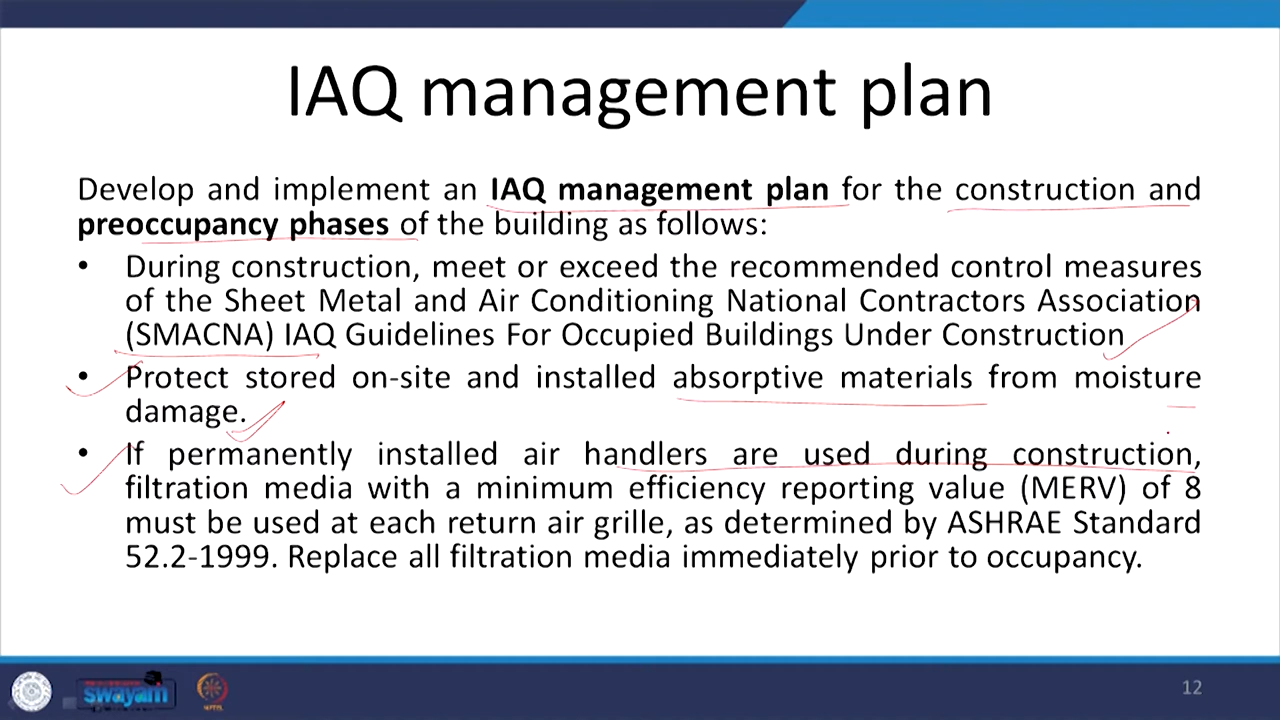 IAQ management plan
Develop and implement an IAQ management plan for the construction and
preoccupancy phases of the building as follows:
• During construction, meet or exceed the recommended control measures
of the Sheet Metal and Air Conditioning National Contractors Association
(SMACNA) IAQ Guidelines For Occupied Buildings Under Construction
• Protect stored on-site and installed absorptive materials from moisture
damage.
• If permanently installed air handlers are used during construction,
filtration media with a minimum efficiency reporting value (MERV) of 8
must be used at each return air grille, as determined by ASHRAE Standard
52.2-1999. Replace all filtration media immediately prior to occupancy.
swayam
12